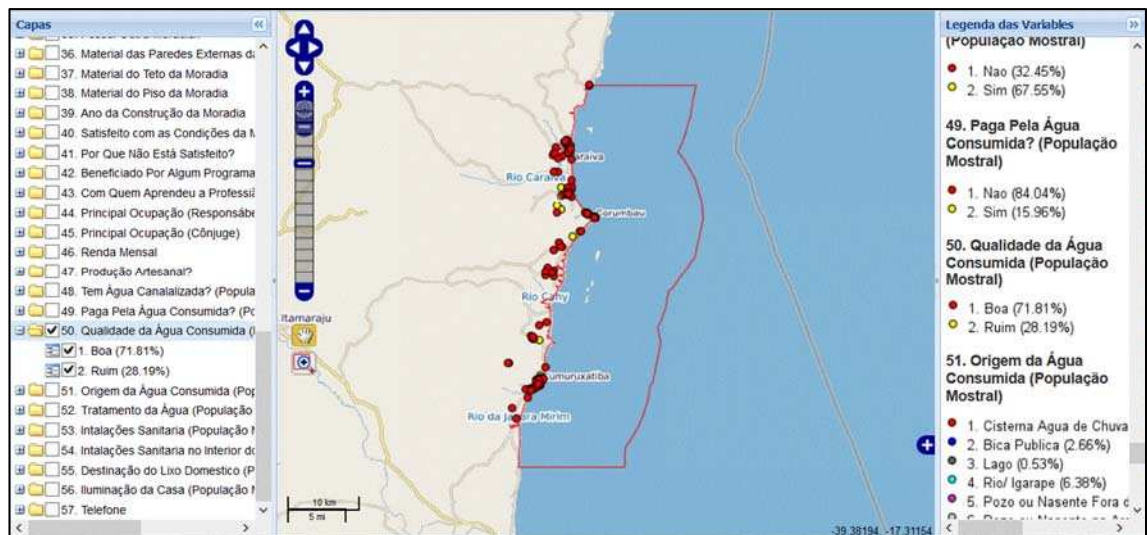 Capas
36. Material das Paredes Externas da
37. Material do Teto da Moradia
38. Material do Piso da Moradia
39. Ano da Construção da Moradia
40. Satisfeito com as Condições da M
41. Por Que Não Está Satisfeito?
42. Beneficiado Por Algum Programa
43. Com Quem Aprendeu a Professiã
44. Principal Ocupação (Responsábe
45. Principal Ocupação (Cônjuge)
46. Renda Mensal
47. Produção Artesanal?
48. Tem Água Canalalizada? (Popula
49. Paga Pela Água Consumida? (Po
50. Qualidade da Água Consumida (
1. Boa (71.81%)
2. Ruim (28.19%)
51. Origem da Água Consumida (Pop
52. Tratamento da Água (População
53. Intalações Sanitaria (População M
54. Intalações Sanitaria no Interior do
55. Destinação do Lixo Domestico (P
56. Iluminação da Casa (População M
57. Telefone
araiva
Rio Caraíva
Corumbau
Rio Cahy
Itamaraju
umuruxatiba
Rio da Mirim
10 km
5 mi
-39.38194, -17.31154
Legenda das Variables
(População Mostral)
1. Nao (32.45%)
2. Sim (67.55%)
49. Paga Pela Água
Consumida? (População
Mostral)
1. Nao (84.04%)
2. Sim (15.96%)
50. Qualidade da Água
Consumida (População
Mostral)
1. Boa (71.81%)
2. Ruim (28.19%)
51. Origem da Água
Consumida (População
Mostral)
1. Cisterna Agua de Chuva
2. Bica Publica (2.66%)
3. Lago (0.53%)
4. Rio/ Igarape (6.38%)
5. Pozo ou Nasente Fora d